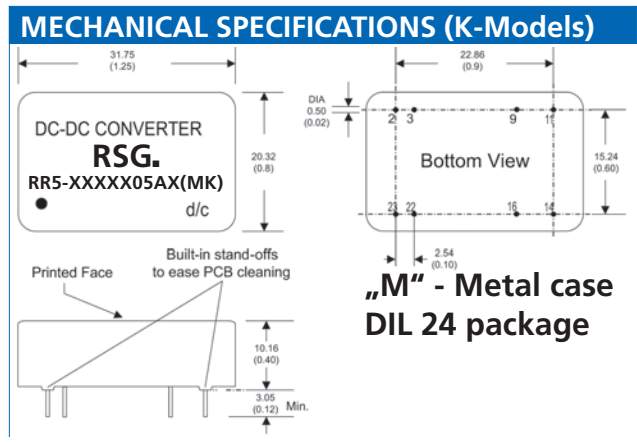 MECHANICAL SPECIFICATIONS (K-Models)
31.75
(1.25)
DC-DC CONVERTER
RSG.
RR5-XXXXX05AX(MK)
d/c
20.32
(0.8)
22.86
(0.9)
DIA
0.50
(0.02)
2 3 9 11
Bottom View
15.24
(0.60)
23 22 16 14
2.54
(0.10)
Built-in stand-offs
to ease PCB cleaning
Printed Face
10.16
(0.40)
3.05
(0.12) Min.
„M“ - Metal case
DIL 24 package